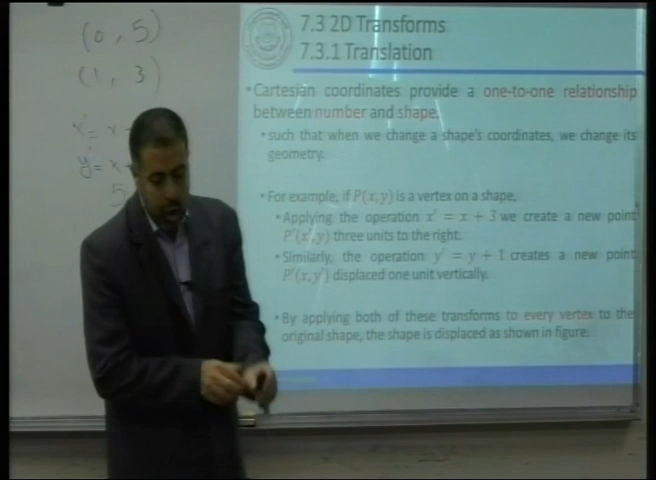 (0, 5)
(1, 3)
x' = x
y' = x
5
7.3 2D Transforms
7.3.1 Translation
•Cartesian coordinates provide a one-to-one relationship
between number and shape,
•such that when we change a shape's coordinates, we change its
geometry.
•For example, if P(x,y) is a vertex on a shape,
•Applying the operation x' = x + 3 we create a new point
P'(x',y) three units to the right.
•Similarly, the operation y' = y + 1 creates a new point
P'(x,y') displaced one unit vertically.
•By applying both of these transforms to every vertex to the
original shape, the shape is displaced as shown in figure.